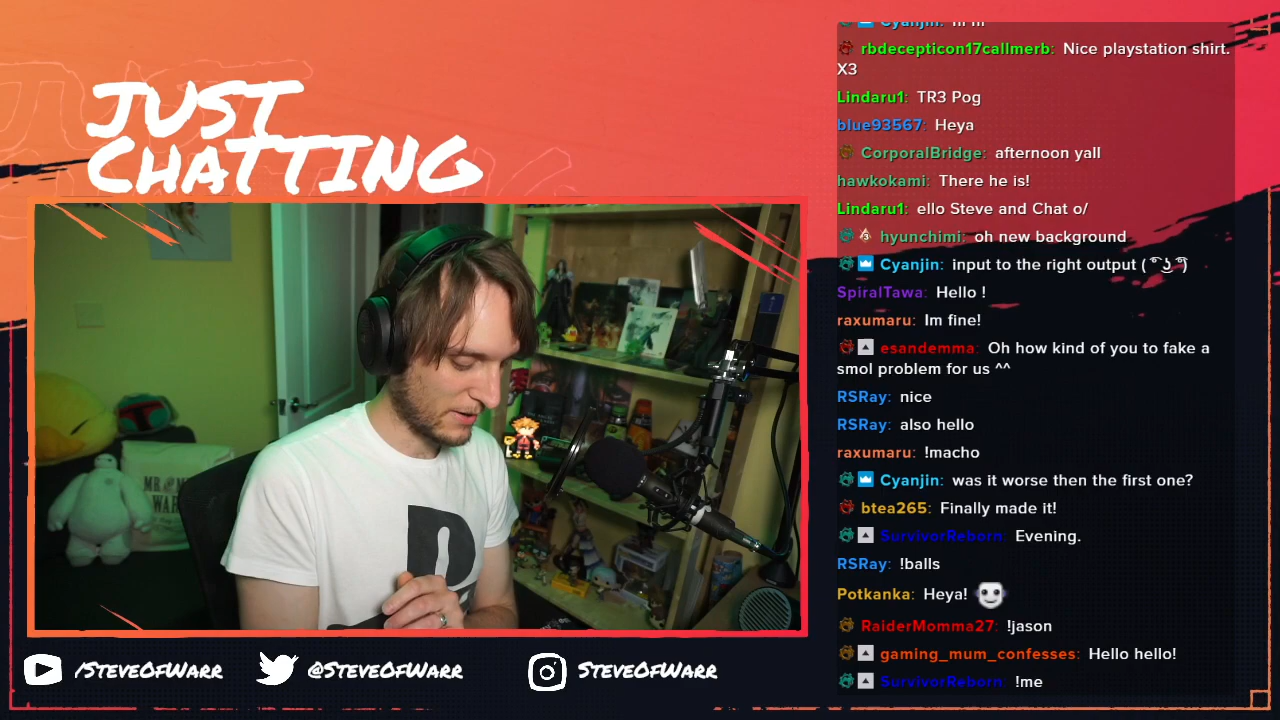 JUST
CHATTING
Cyanjin: hi hi
rbdecepticon17callmerb: Nice playstation shirt.
X3
Lindaru1: TR3 Pog
blue93567: Heya
CorporalBridge: afternoon yall
hawkokami: There he is!
Lindaru1: ello Steve and Chat o/
hyunchimi: oh new background
Cyanjin: input to the right output ( ͡° ͜ʖ ͡°)
SpiralTawa: Hello !
raxumaru: Im fine!
esandemma: Oh how kind of you to fake a
smol problem for us ^^
RSRay: nice
RSRay: also hello
raxumaru: !macho
Cyanjin: was it worse then the first one?
btea265: Finally made it!
SurvivorReborn: Evening.
RSRay: !balls
Potkanka: Heya!
RaiderMomma27: !jason
gaming_mum_confesses: Hello hello!
SurvivorReborn: !me
/SteveOfWarr
@SteveOfWarr
SteveOfWarr